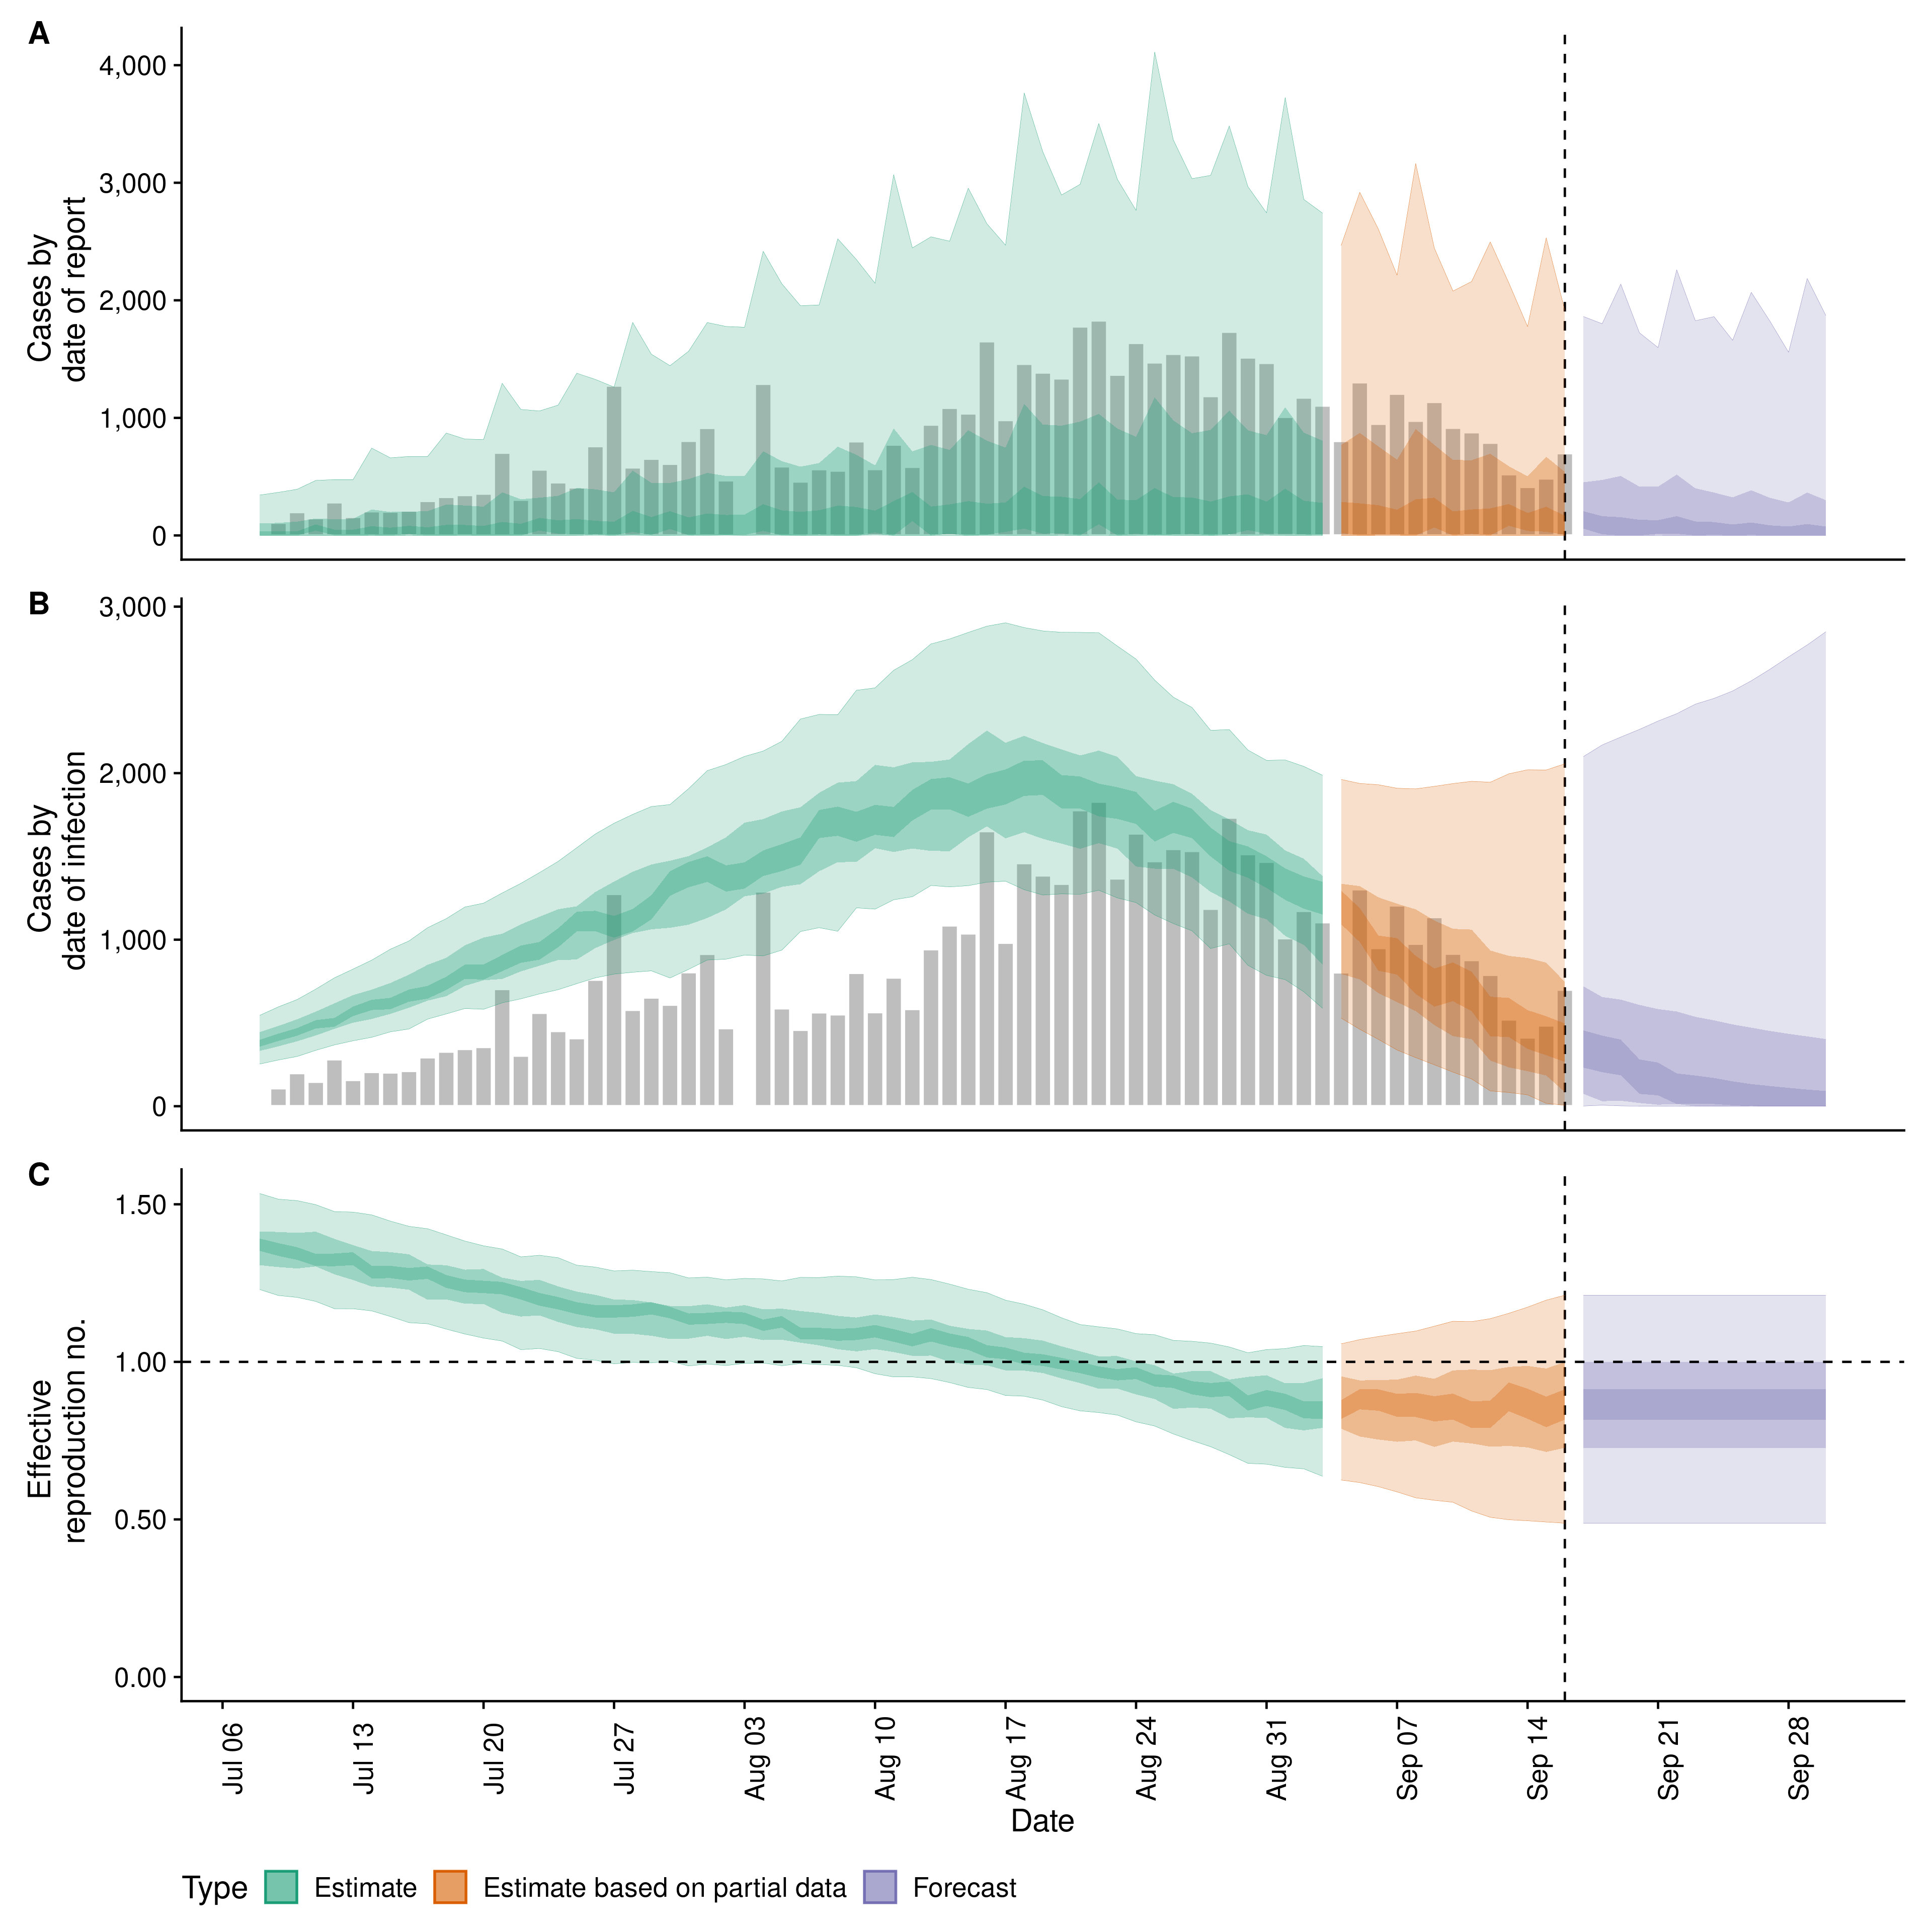 A
Cases by
date of report
4,000
3,000
2,000
1,000
0
B
Cases by
date of infection
3,000
2,000
1,000
0
C
Effective
reproduction no.
1.50
1.00
0.50
0.00
Jul 06
Jul 13
Jul 20
Jul 27
Aug 03
Aug 10
Aug 17
Aug 24
Aug 31
Sep 07
Sep 14
Sep 21
Sep 28
Date
Type Estimate Estimate based on partial data Forecast